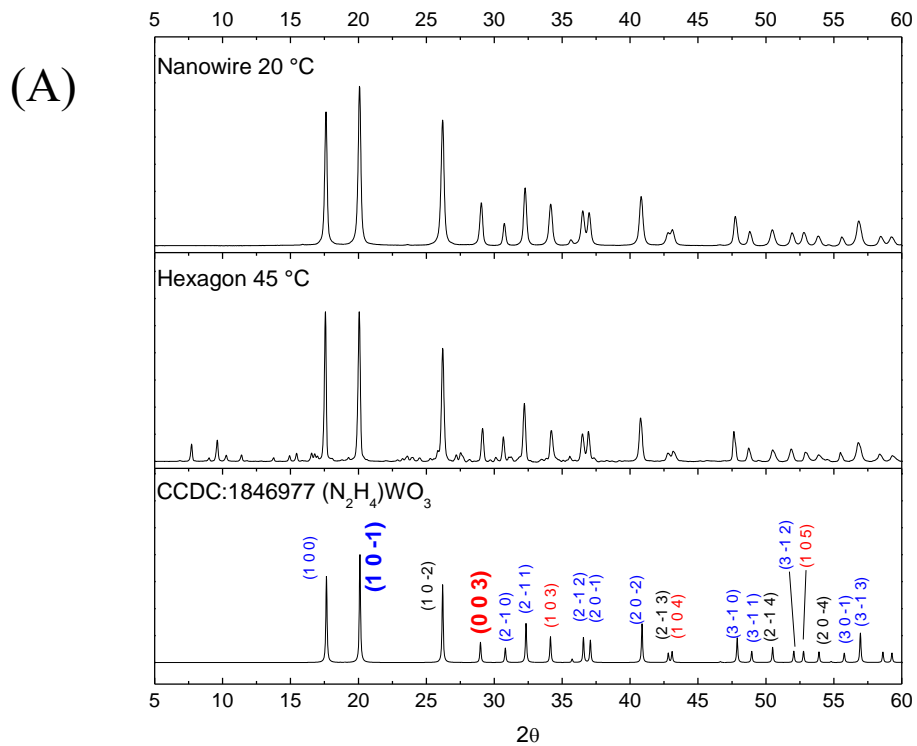 5 10 15 20 25 30 35 40 45 50 55 60
(A)
Nanowire 20 °C
Hexagon 45 °C
CCDC:1846977 (N₂H₄)WO₃
(1 0 0)
(1 0 -1)
(1 0 -2)
(0 0 3)
(2 -1 0)
(2 -1 1)
(1 0 3)
(2 -1 2)
(2 0 -1)
(2 0 -2)
(2 -1 3)
(1 0 4)
(3 -1 0)
(3 -1 1)
(2 -1 4)
(3 -1 2)
(1 0 5)
(2 0 -4)
(3 0 -1)
(3 -1 3)
5 10 15 20 25 30 35 40 45 50 55 60
2θ